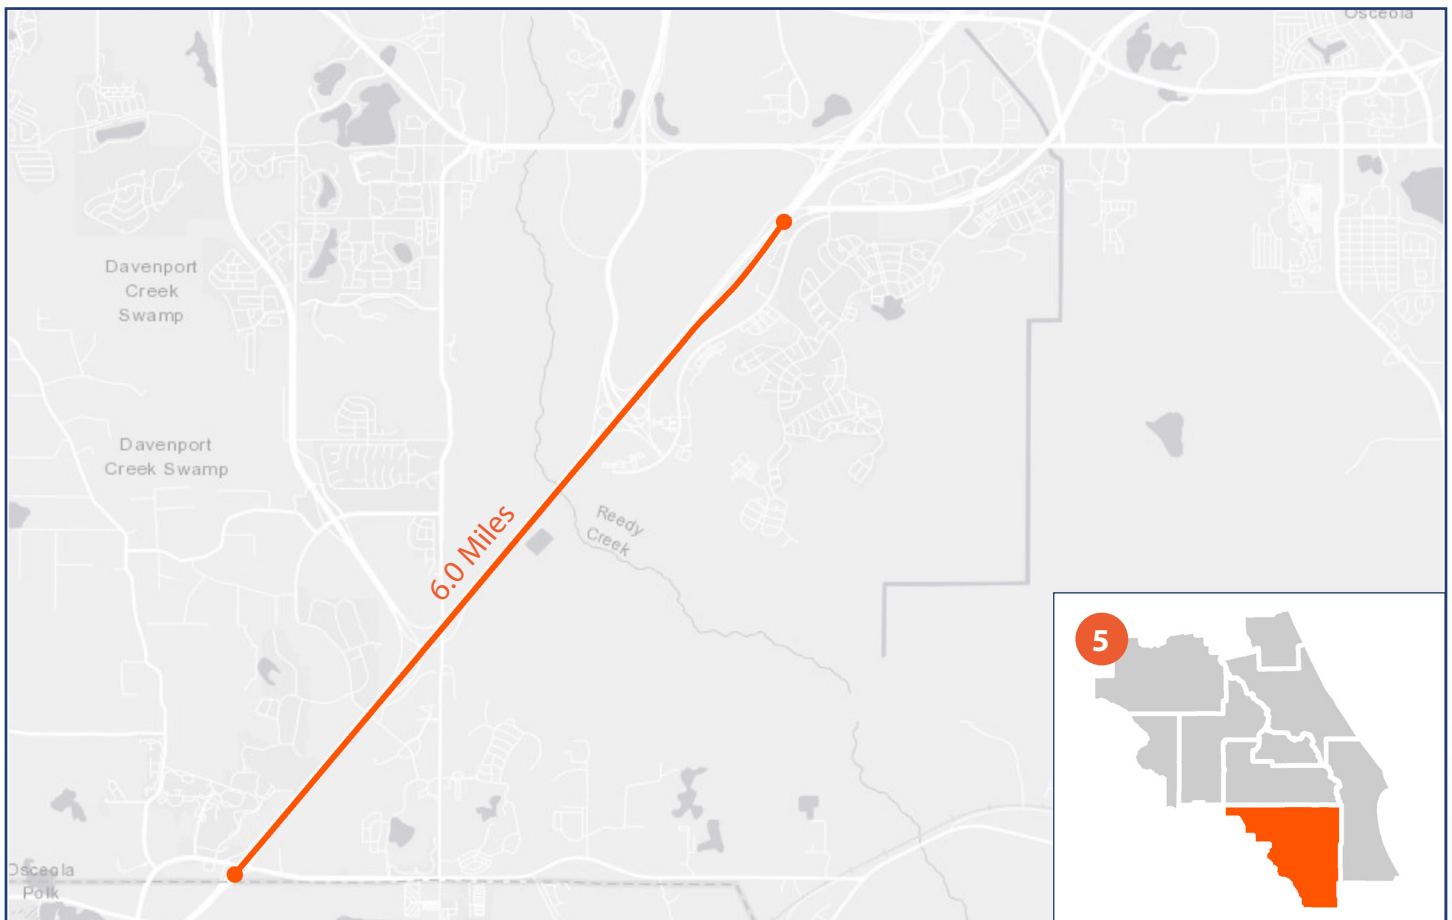 Osceola
Davenport
Creek
Swamp
Davenport
Creek Swamp
6.0 Miles
Reedy
Creek
5
Osceola
Polk